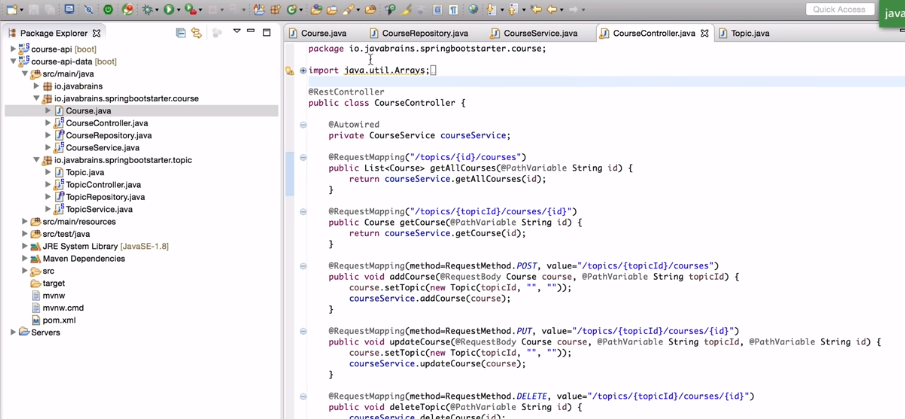 Quick Access
java
Package Explorer
course-api [boot]
course-api-data [boot]
src/main/java
io.javabrains
io.javabrains.springbootstarter.course
Course.java
CourseController.java
CourseRepository.java
CourseService.java
io.javabrains.springbootstarter.topic
Topic.java
TopicController.java
TopicRepository.java
TopicService.java
src/main/resources
src/test/java
JRE System Library [JavaSE-1.8]
Maven Dependencies
src
target
mvnw
mvnw.cmd
pom.xml
Servers
Course.java CourseRepository.java CourseService.java CourseController.java Topic.java
package io.javabrains.springbootstarter.course;
import java.util.Arrays;
@RestController
public class CourseController {
@Autowired
private CourseService courseService;
@RequestMapping("/topics/{id}/courses")
public List<Course> getAllCourses(@PathVariable String id) {
return courseService.getAllCourses(id);
}
@RequestMapping("/topics/{topicId}/courses/{id}")
public Course getCourse(@PathVariable String id) {
return courseService.getCourse(id);
}
@RequestMapping(method=RequestMethod.POST, value="/topics/{topicId}/courses")
public void addCourse(@RequestBody Course course, @PathVariable String topicId) {
course.setTopic(new Topic(topicId, "", ""));
courseService.addCourse(course);
}
@RequestMapping(method=RequestMethod.PUT, value="/topics/{topicId}/courses/{id}")
public void updateCourse(@RequestBody Course course, @PathVariable String topicId, @PathVariable String id) {
course.setTopic(new Topic(topicId, "", ""));
courseService.updateCourse(course);
}
@RequestMapping(method=RequestMethod.DELETE, value="/topics/{topicId}/courses/{id}")
public void deleteTopic(@PathVariable String id) {
courseService.deleteCourse(id);